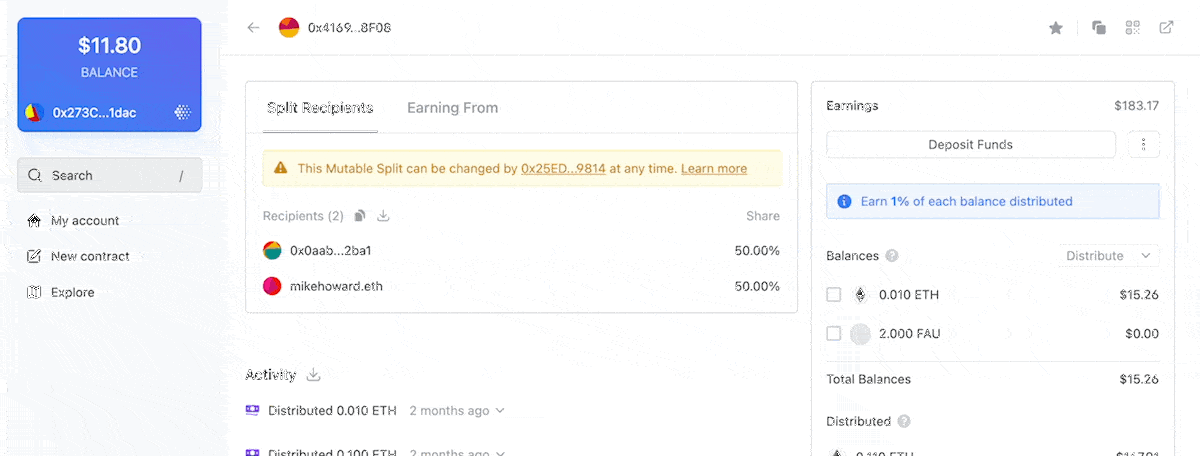 $11.80
BALANCE
0x273C...1dac
Search /
My account
New contract
Explore
0x4169...8F08
Split Recipients Earning From
This Mutable Split can be changed by 0x25ED...9814 at any time. Learn more
Recipients (2) Share
0x0aab...2ba1 50.00%
mikehoward.eth 50.00%
Activity
Distributed 0.010 ETH 2 months ago
Distributed 0.100 ETH 2 months ago
Earnings $183.17
Deposit Funds
Earn 1% of each balance distributed
Balances Distribute
0.010 ETH $15.26
2.000 FAU $0.00
Total Balances $15.26
Distributed
0.110 ETH